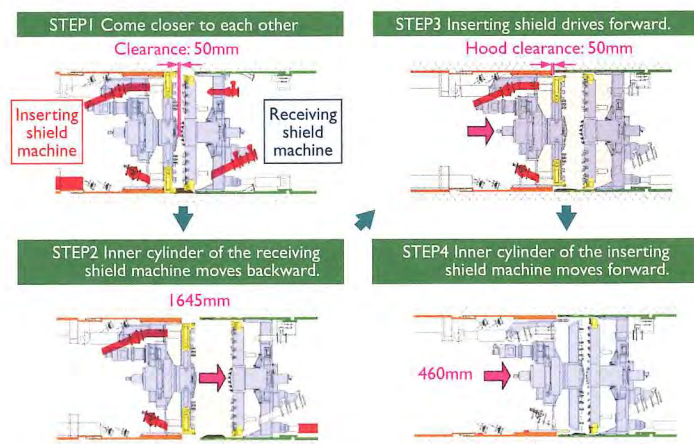 STEP1 Come closer to each other
Clearance: 50mm
Inserting
shield
machine
Receiving
shield
machine
STEP2 Inner cylinder of the receiving
shield machine moves backward.
1645mm
STEP3 Inserting shield drives forward.
Hood clearance: 50mm
STEP4 Inner cylinder of the inserting
shield machine moves forward.
460mm